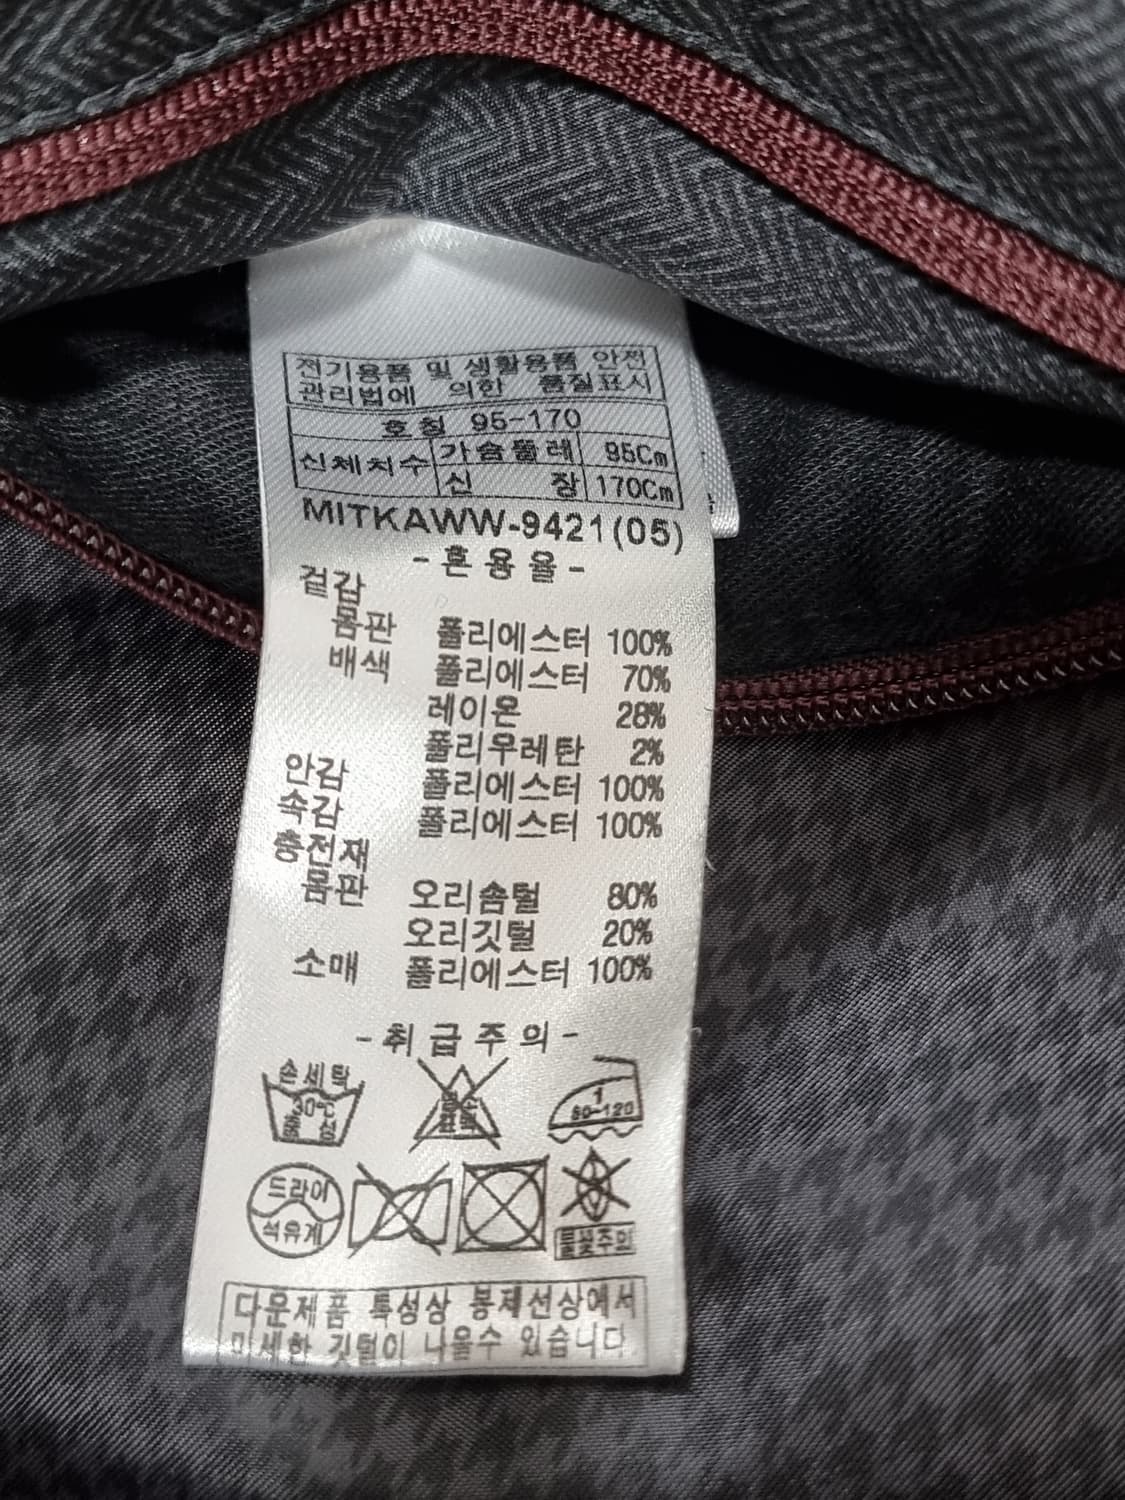 전기용품 및 생활용품 안전
관리법에 의한 품질표시
호칭 95-170
신체치수 가슴둘레 95Cm
신 장 170Cm
MITKAWW-9421(05)
- 혼용율 -
겉감
몸판 폴리에스터 100%
배색 폴리에스터 70%
레이온 28%
폴리우레탄 2%
안감 폴리에스터 100%
속감 폴리에스터 100%
충전재
몸판 오리솜털 80%
오리깃털 20%
소매 폴리에스터 100%
- 취급주의 -
손세탁
30℃
중성
염소
표백
1
80~120
드라이
석유계
불꽃주의
다운제품 특성상 봉제선상에서
미세한 깃털이 나올수 있습니다